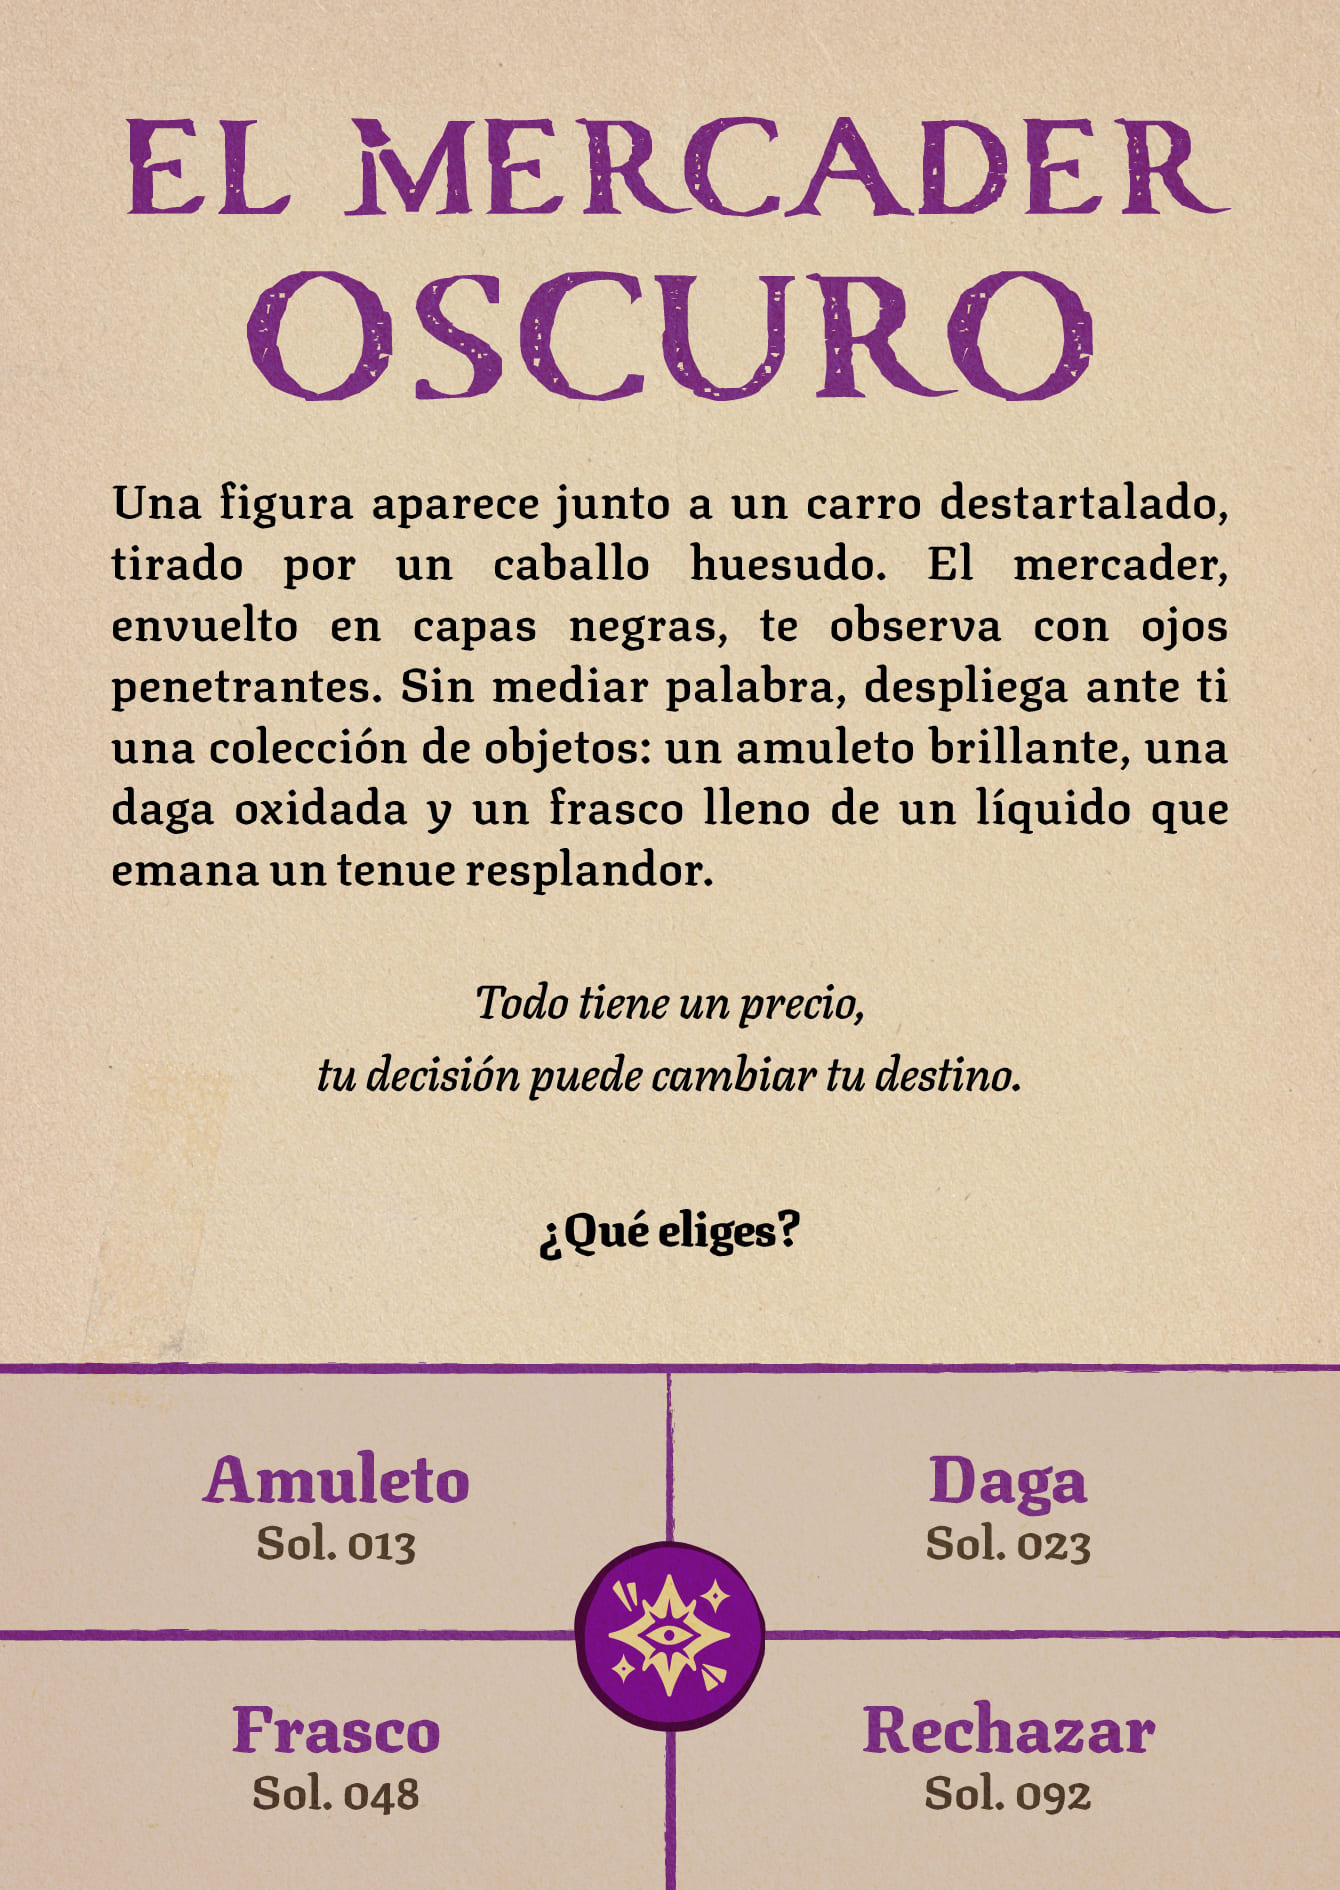 EL MERCADER
OSCURO
Una figura aparece junto a un carro destartalado,
tirado por un caballo huesudo. El mercader,
envuelto en capas negras, te observa con ojos
penetrantes. Sin mediar palabra, despliega ante ti
una colección de objetos: un amuleto brillante, una
daga oxidada y un frasco lleno de un líquido que
emana un tenue resplandor.
Todo tiene un precio,
tu decisión puede cambiar tu destino.
¿Qué eliges?
Amuleto
Sol. 013
Daga
Sol. 023
Frasco
Sol. 048
Rechazar
Sol. 092